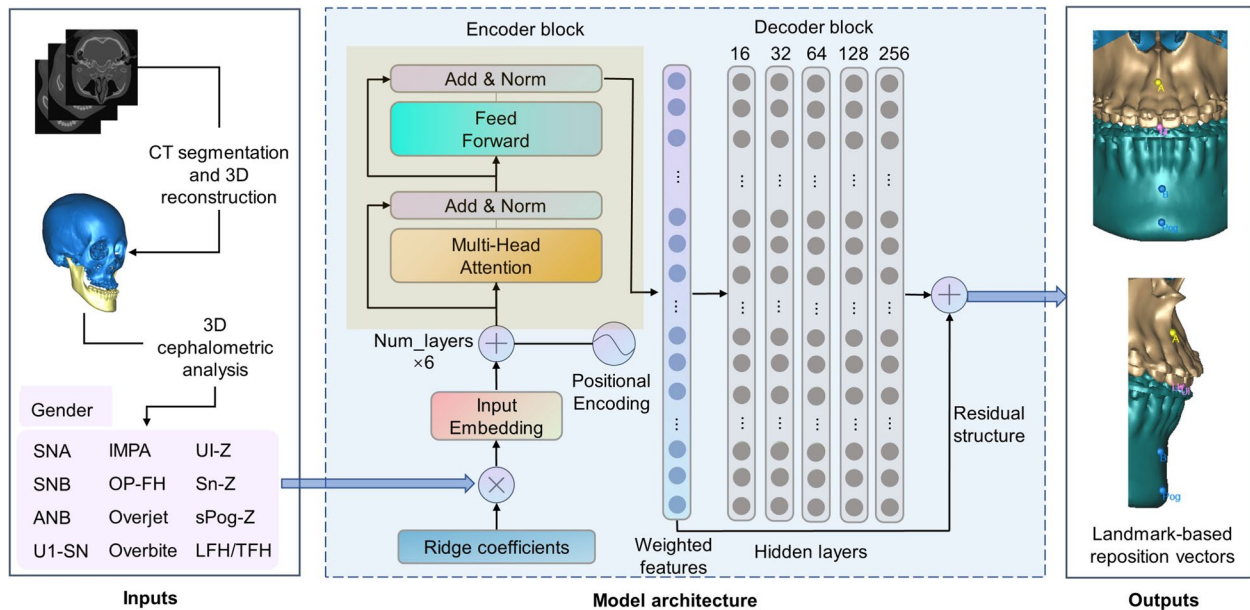 CT segmentation
and 3D
reconstruction
3D
cephalometric
analysis
Gender
SNA IMPA UI-Z
SNB OP-FH Sn-Z
ANB Overjet sPog-Z
U1-SN Overbite LFH/TFH
Inputs
Encoder block
Add & Norm
Feed
Forward
Add & Norm
Multi-Head
Attention
Num_layers
×6
Positional
Encoding
Input
Embedding
Ridge coefficients
Decoder block
16 32 64 128 256
Weighted
features
Hidden layers
Residual
structure
Model architecture
A
B
Pog
A
B
Pog
Landmark-based
reposition vectors
Outputs